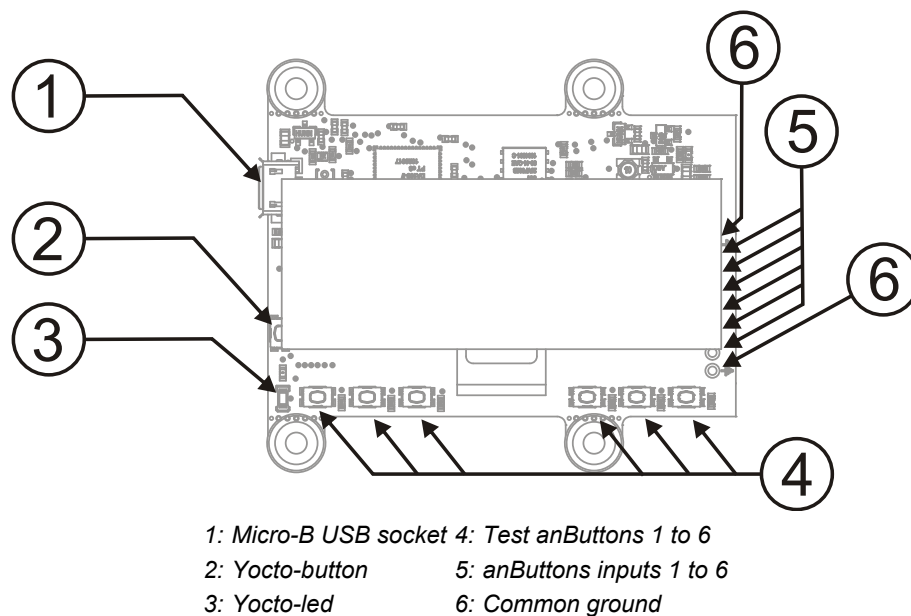 6
1
5
2
6
3
4
1: Micro-B USB socket 4: Test anButtons 1 to 6
2: Yocto-button 5: anButtons inputs 1 to 6
3: Yocto-led 6: Common ground